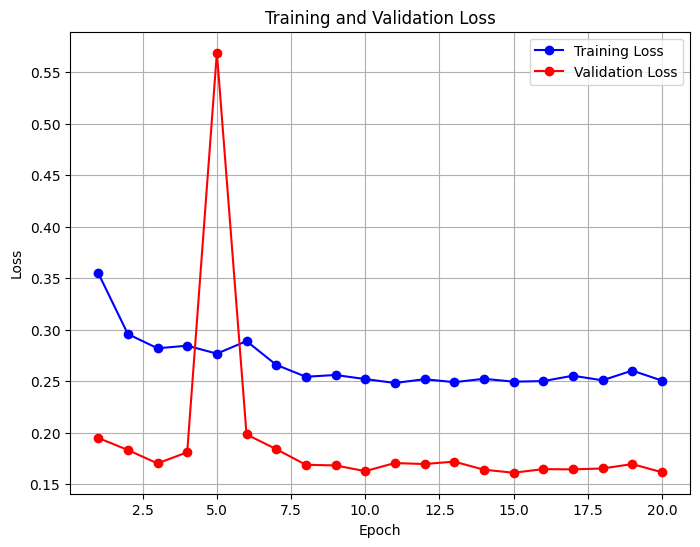 Training and Validation Loss
Training Loss
Validation Loss
0.55
0.50
0.45
0.40
0.35
0.30
0.25
0.20
0.15
Loss
2.5 5.0 7.5 10.0 12.5 15.0 17.5 20.0
Epoch